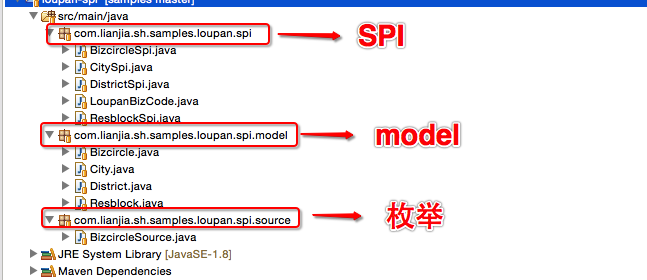 loupan-spi [samples master]
src/main/java
com.lianjia.sh.samples.loupan.spi
SPI
BizcircleSpi.java
CitySpi.java
DistrictSpi.java
LoupanBizCode.java
ResblockSpi.java
com.lianjia.sh.samples.loupan.spi.model
model
Bizcircle.java
City.java
District.java
Resblock.java
com.lianjia.sh.samples.loupan.spi.source
枚举
BizcircleSource.java
JRE System Library [JavaSE-1.8]
Maven Dependencies